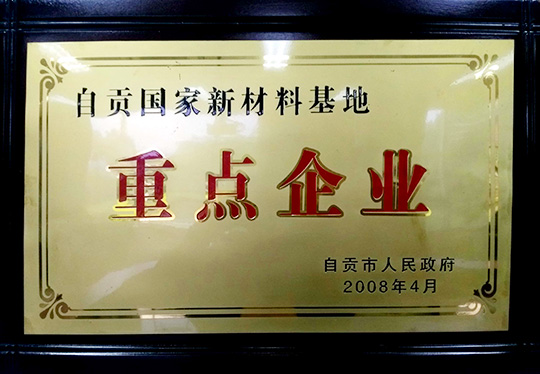 自贡国家新材料基地
重点企业
自贡市人民政府
2008年4月